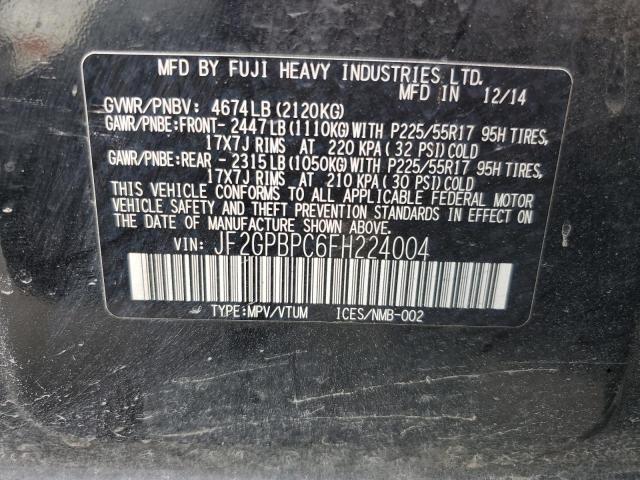 MFD BY FUJI HEAVY INDUSTRIES LTD.
MFD IN 12/14
GVWR/PNBV: 4674LB(2120KG)
GAWR/PNBE:FRONT-2447LB(1110KG)WITH P225/55R17 95H TIRES,
17X7J RIMS AT 220 KPA(32 PSI)COLD
GAWR/PNBE:REAR -2315LB(1050KG)WITH P225/55R17 95H TIRES,
17X7J RIMS AT 210 KPA(30 PSI)COLD
THIS VEHICLE CONFORMS TO ALL APPLICABLE FEDERAL MOTOR
VEHICLE SAFETY AND THEFT PREVENTION STANDARDS IN EFFECT ON
THE DATE OF MANUFACTURE SHOWN ABOVE.
VIN: JF2GPBPC6FH224004
TYPE:MPV/VTUM ICES/NMB-002